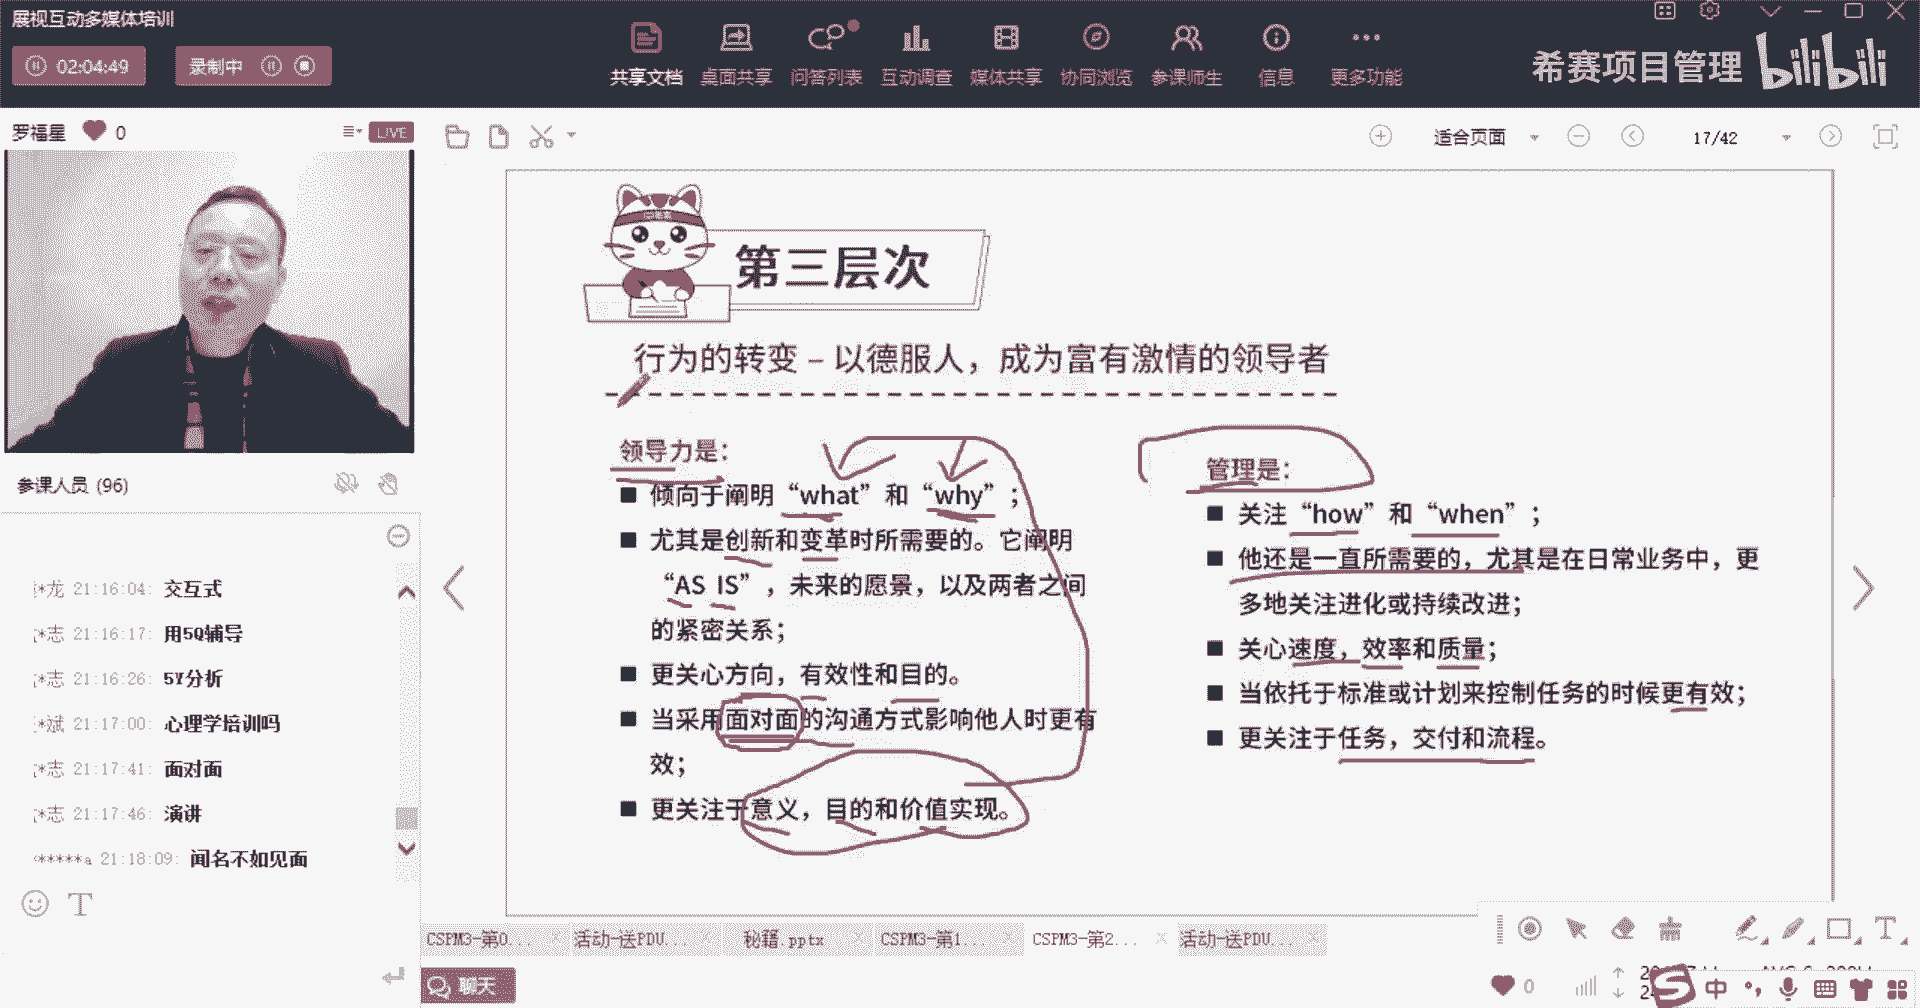 展视互动多媒体培训
02:04:49
录制中
共享文档
桌面共享
问答列表
互动调查
媒体共享
协同浏览
参课师生
信息
更多功能
希赛项目管理
bilibili
罗福星
0
LIVE
适合页面
17/42
第三层次
行为的转变 – 以德服人，成为富有激情的领导者
领导力是：
■ 倾向于阐明“what”和“why”；
■ 尤其是创新和变革时所需要的。它阐明
“AS IS”，未来的愿景，以及两者之间
的紧密关系；
■ 更关心方向，有效性和目的。
■ 当采用面对面的沟通方式影响他人时更有
效；
■ 更关注于意义，目的和价值实现。
管理是：
■ 关注“how”和“when”；
■ 他还是一直所需要的，尤其是在日常业务中，更
多地关注进化或持续改进；
■ 关心速度，效率和质量；
■ 当依托于标准或计划来控制任务的时候更有效；
■ 更关注于任务，交付和流程。
参课人员 (96)
*龙 21:16:04: 交互式
*志 21:16:17: 用5Q辅导
*志 21:16:26: 5Y分析
*斌 21:17:00: 心理学培训吗
*志 21:17:41: 面对面
*志 21:17:46: 演讲
*****a 21:18:09: 闻名不如见面
T
CSPM3-第0...
活动-送PDU...
秘籍.pptx
CSPM3-第1...
CSPM3-第2...
活动-送PDU...
聊天
T
0
中